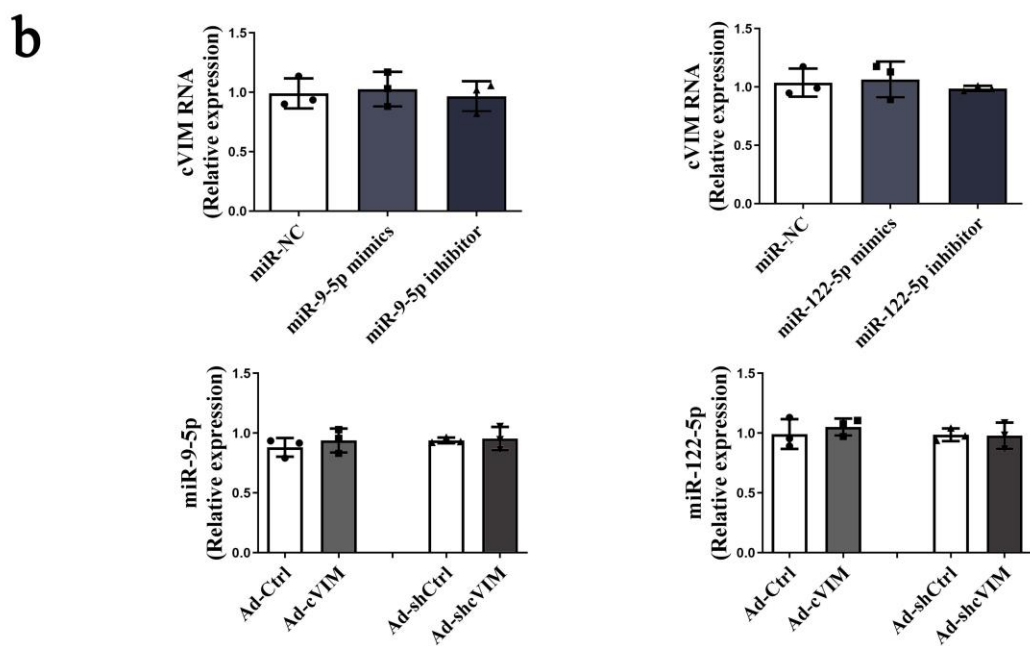 b
cVIM RNA
(Relative expression)
1.5
1.0
0.5
0.0
miR-NC
miR-9-5p mimics
miR-9-5p inhibitor
cVIM RNA
(Relative expression)
1.5
1.0
0.5
0.0
miR-NC
miR-122-5p mimics
miR-122-5p inhibitor
miR-9-5p
(Relative expression)
1.5
1.0
0.5
0.0
Ad-Ctrl
Ad-cVIM
Ad-shCtrl
Ad-shcVIM
miR-122-5p
(Relative expression)
1.5
1.0
0.5
0.0
Ad-Ctrl
Ad-cVIM
Ad-shCtrl
Ad-shcVIM